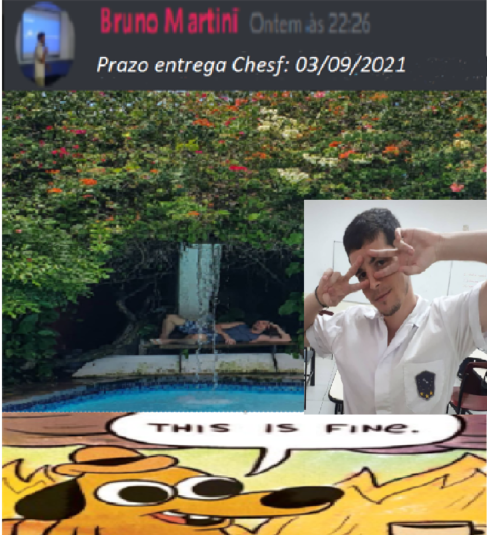 Bruno Martini Ontem às 22:26
Prazo entrega Chesf: 03/09/2021
THIS IS FINE.